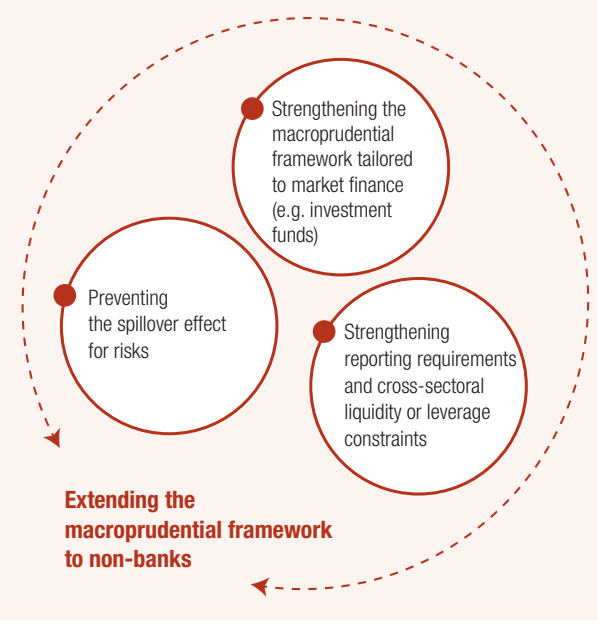 Strengthening the
macroprudential
framework tailored
to market finance
(e.g. investment
funds)
Preventing
the spillover effect
for risks
Strengthening
reporting requirements
and cross-sectoral
liquidity or leverage
constraints
Extending the
macroprudential framework
to non-banks